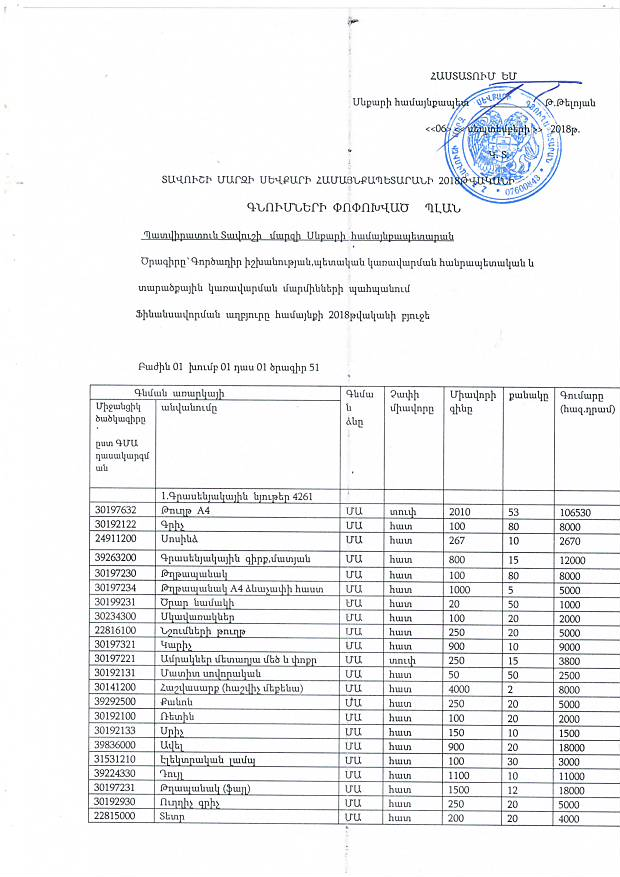 ՀԱՍՏԱՏՈՒՄ ԵՄ
Սևքարի համայնքապետ Թ.Թելոյան
<<06>> սեպտեմբերի >> 2018թ.
Կ.Տ.
07600843
ՏԱՎՈՒՇԻ ՄԱՐԶԻ ՍԵՎՔԱՐԻ ՀԱՄԱՅՆՔԱՊԵՏԱՐԱՆԻ 2018ԹՎԱԿԱՆԻ
ԳՆՈՒՄՆԵՐԻ ՓՈՓՈԽՎԱԾ ՊԼԱՆ
Պատվիրատուն Տավուշի մարզի Սևքարի համայնքապետարան
Ծրագիրը՝Գործադիր իշխանության,պետական կառավարման հանրապետական և
տարածքային կառավարման մարմինների պահպանում
Ֆինանսավորման աղբյուրը համայնքի 2018թվականի բյուջե
Բաժին 01 խումբ 01 դաս 01 ծրագիր 51
Գնման առարկայի
Միջանցիկ ծածկագիրը՝ ըստ ԳՄԱ դասակարգման անվանումը Գնման ձևը Չափի միավորը Միավորի գինը քանակը Գումարը (հազ.դրամ)
1.Գրասենյակային նյութեր 4261
30197632 Թուղթ A4 ՄԱ տուփ 2010 53 106530
30192122 Գրիչ ՄԱ հատ 100 80 8000
24911200 Սոսինձ ՄԱ հատ 267 10 2670
39263200 Գրասենյակային գիրք,մատյան ՄԱ հատ 800 15 12000
30197230 Թղթապանակ ՄԱ հատ 100 80 8000
30197234 Թղթապանակ A4 ձևաչափի հաստ ՄԱ հատ 1000 5 5000
30199231 Ծրար նամակի ՄԱ հատ 20 50 1000
30234300 Սկավառակներ ՄԱ հատ 100 20 2000
22816100 Նշումների թուղթ ՄԱ հատ 250 20 5000
30197321 Կարիչ ՄԱ հատ 900 10 9000
30197221 Ամրակներ մետաղյա մեծ և փոքր ՄԱ տուփ 250 15 3800
30192131 Մատիտ սովորական ՄԱ հատ 50 50 2500
30141200 Հաշվասարք (հաշվիչ մեքենա) ՄԱ հատ 4000 2 8000
39292500 Քանոն ՄԱ հատ 250 20 5000
30192100 Ռետին ՄԱ հատ 100 20 2000
30192133 Սրիչ ՄԱ հատ 150 10 1500
39836000 Ավել ՄԱ հատ 900 20 18000
31531210 Էլեկտրական լամպ ՄԱ հատ 100 30 3000
39224330 Դույլ ՄԱ հատ 1100 10 11000
30197231 Թղապանակ (ֆայլ) ՄԱ հատ 1500 12 18000
30192930 Ուղղիչ գրիչ ՄԱ հատ 250 20 5000
22815000 Տետր ՄԱ հատ 200 20 4000